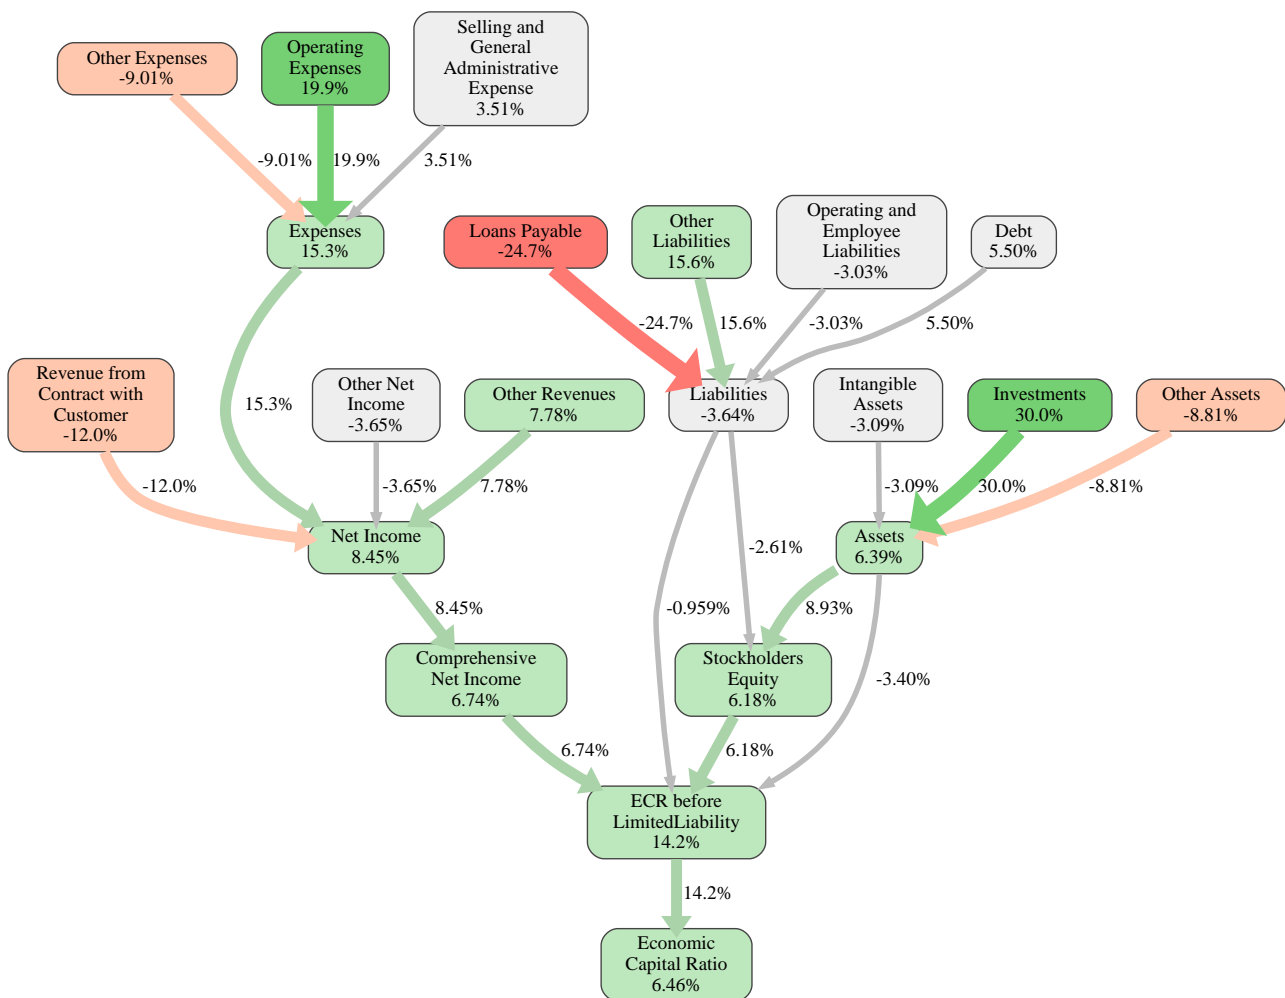 Other Expenses
-9.01%
Operating
Expenses
19.9%
Selling and
General
Administrative
Expense
3.51%
-9.01%
19.9%
3.51%
Expenses
15.3%
Loans Payable
-24.7%
Other
Liabilities
15.6%
Operating and
Employee
Liabilities
-3.03%
Debt
5.50%
-24.7%
15.6%
-3.03%
5.50%
Revenue from
Contract with
Customer
-12.0%
15.3%
Other Net
Income
-3.65%
Other Revenues
7.78%
Liabilities
-3.64%
Intangible
Assets
-3.09%
Investments
30.0%
Other Assets
-8.81%
-12.0%
-3.65%
7.78%
-3.09%
30.0%
-8.81%
Net Income
8.45%
-2.61%
Assets
6.39%
8.45%
-0.959%
8.93%
Comprehensive
Net Income
6.74%
Stockholders
Equity
6.18%
-3.40%
6.74%
6.18%
ECR before
LimitedLiability
14.2%
14.2%
Economic
Capital Ratio
6.46%